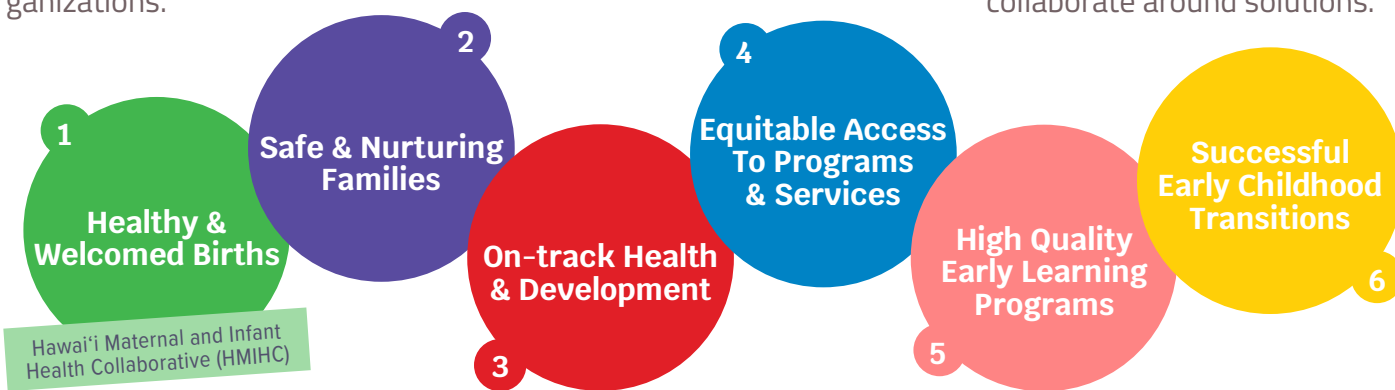 ganizations.
collaborate around solutions.
1
Healthy &
Welcomed Births
Hawaiʻi Maternal and Infant
Health Collaborative (HMIHC)
2
Safe & Nurturing
Families
3
On-track Health
& Development
4
Equitable Access
To Programs
& Services
5
High Quality
Early Learning
Programs
6
Successful
Early Childhood
Transitions